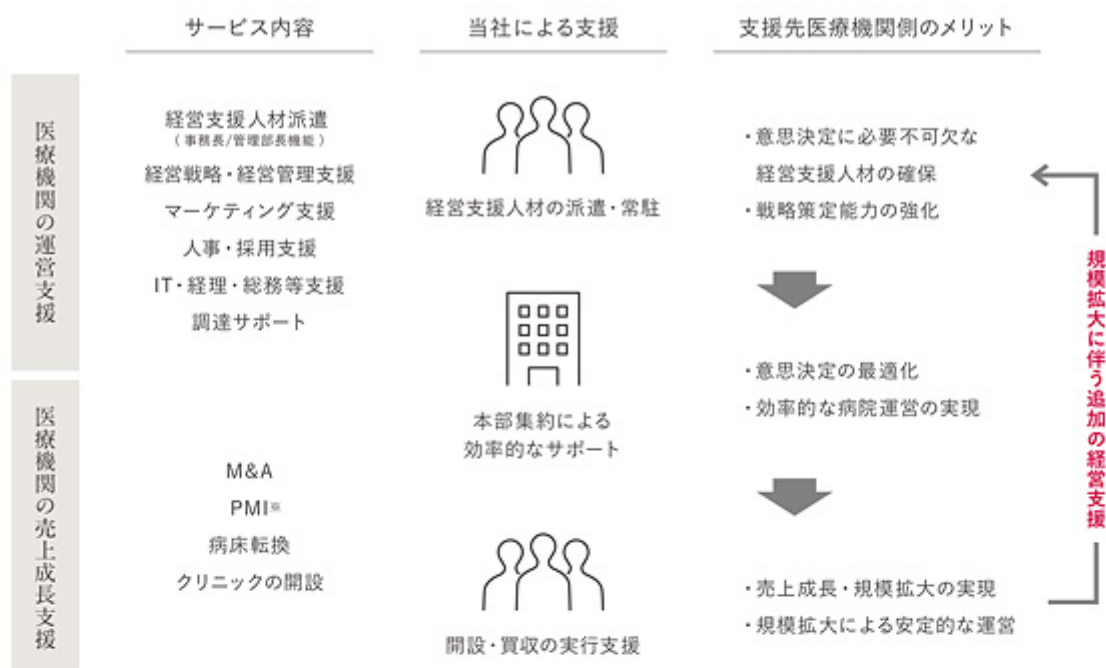 サービス内容
当社による支援
支援先医療機関側のメリット
医療機関の運営支援
経営支援人材派遣
（事務長/管理部長機能）
経営戦略・経営管理支援
マーケティング支援
人事・採用支援
IT・経理・総務等支援
調達サポート
経営支援人材の派遣・常駐
・意思決定に必要不可欠な
経営支援人材の確保
・戦略策定能力の強化
本部集約による
効率的なサポート
・意思決定の最適化
・効率的な病院運営の実現
規模拡大に伴う追加の経営支援
医療機関の売上成長支援
M&A
PMI※
病床転換
クリニックの開設
開設・買収の実行支援
・売上成長・規模拡大の実現
・規模拡大による安定的な運営